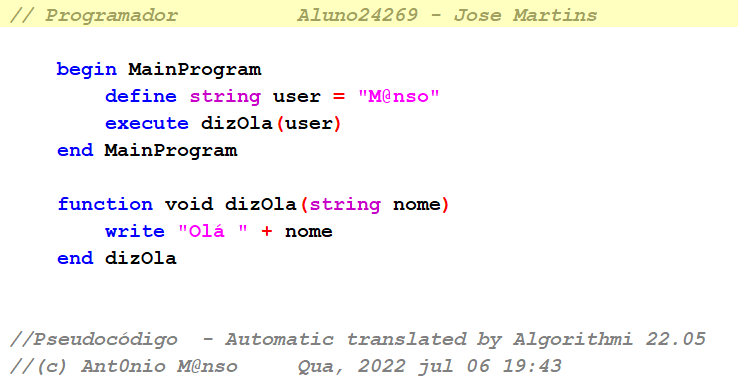 // Programador          Aluno24269 - Jose Martins
begin MainProgram
define string user = "M@nso"
execute dizOla(user)
end MainProgram
function void dizOla(string nome)
write "Olá " + nome
end dizOla
//Pseudocódigo  - Automatic translated by Algorithmi 22.05
//(c) Ant0nio M@nso     Qua, 2022 jul 06 19:43